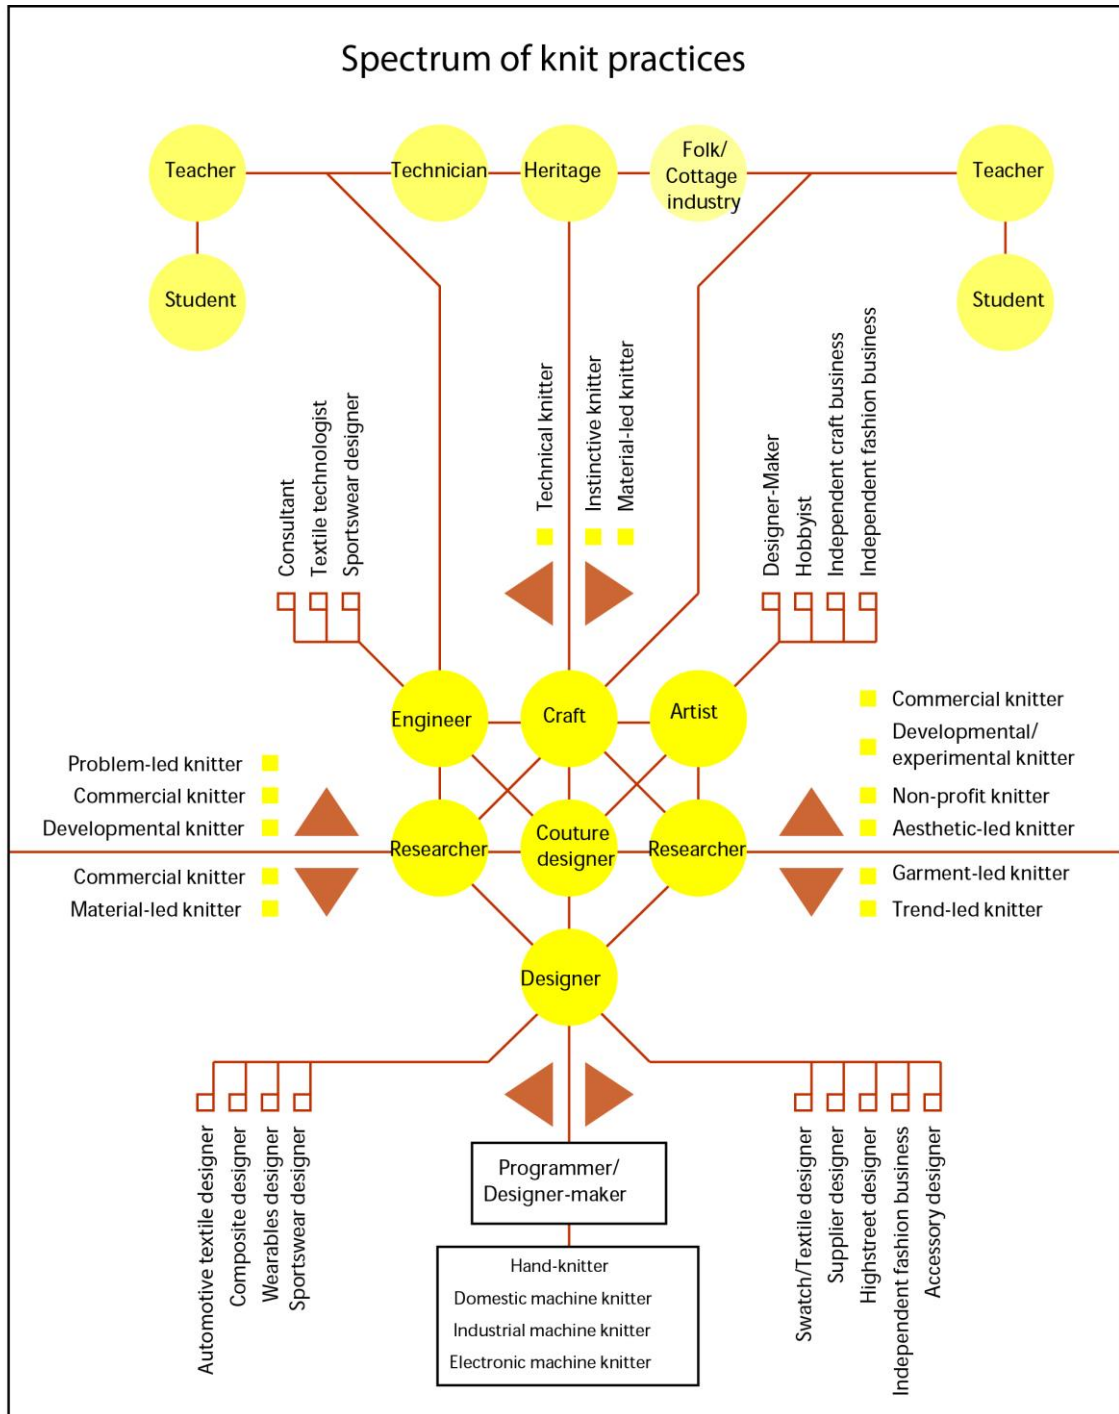 Spectrum of knit practices
Teacher
Technician
Heritage
Folk/
Cottage
industry
Teacher
Student
Student
Technical knitter
Instinctive knitter
Material-led knitter
Consultant
Textile technologist
Sportswear designer
Designer-Maker
Hobbyist
Independent craft business
Independent fashion business
Engineer
Craft
Artist
Problem-led knitter
Commercial knitter
Developmental knitter
Commercial knitter
Material-led knitter
Researcher
Couture
designer
Researcher
Commercial knitter
Developmental/
experimental knitter
Non-profit knitter
Aesthetic-led knitter
Garment-led knitter
Trend-led knitter
Designer
Automotive textile designer
Composite designer
Wearables designer
Sportswear designer
Programmer/
Designer-maker
Hand-knitter
Domestic machine knitter
Industrial machine knitter
Electronic machine knitter
Swatch/Textile designer
Supplier designer
Highstreet designer
Independent fashion business
Accessory designer